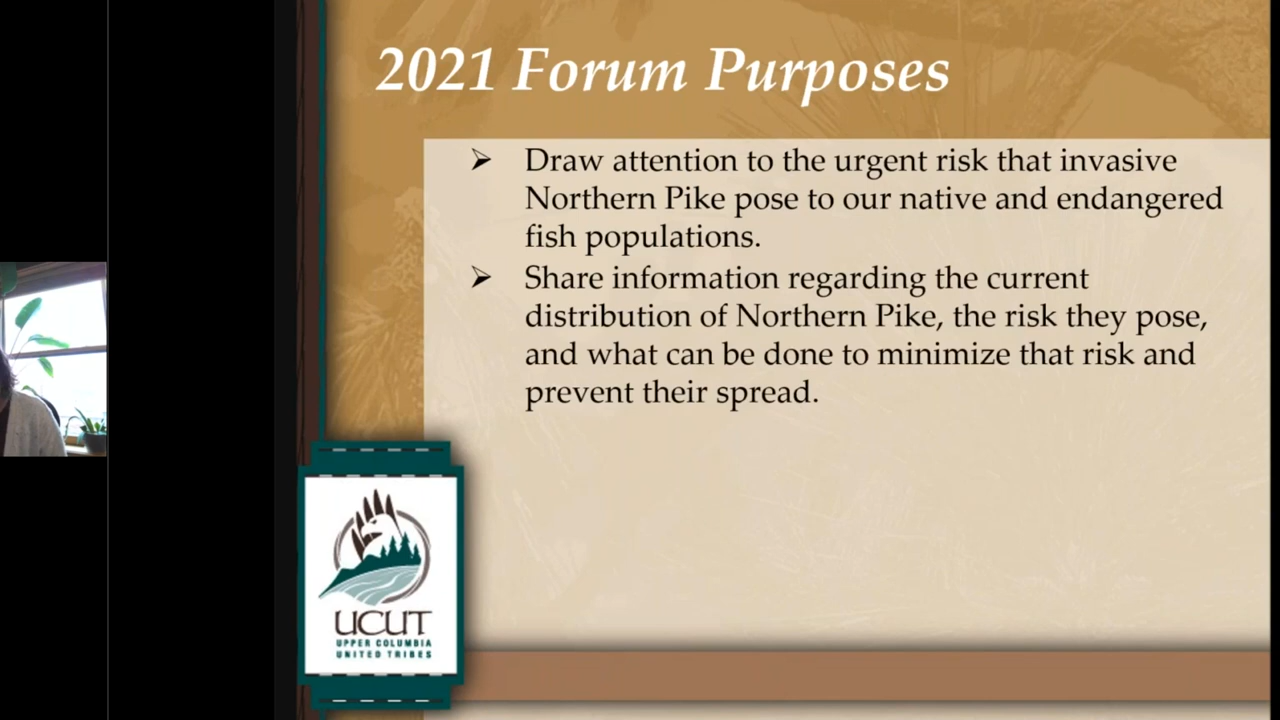 2021 Forum Purposes
➢ Draw attention to the urgent risk that invasive
Northern Pike pose to our native and endangered
fish populations.
➢ Share information regarding the current
distribution of Northern Pike, the risk they pose,
and what can be done to minimize that risk and
prevent their spread.
UCUT
UPPER COLUMBIA
UNITED TRIBES